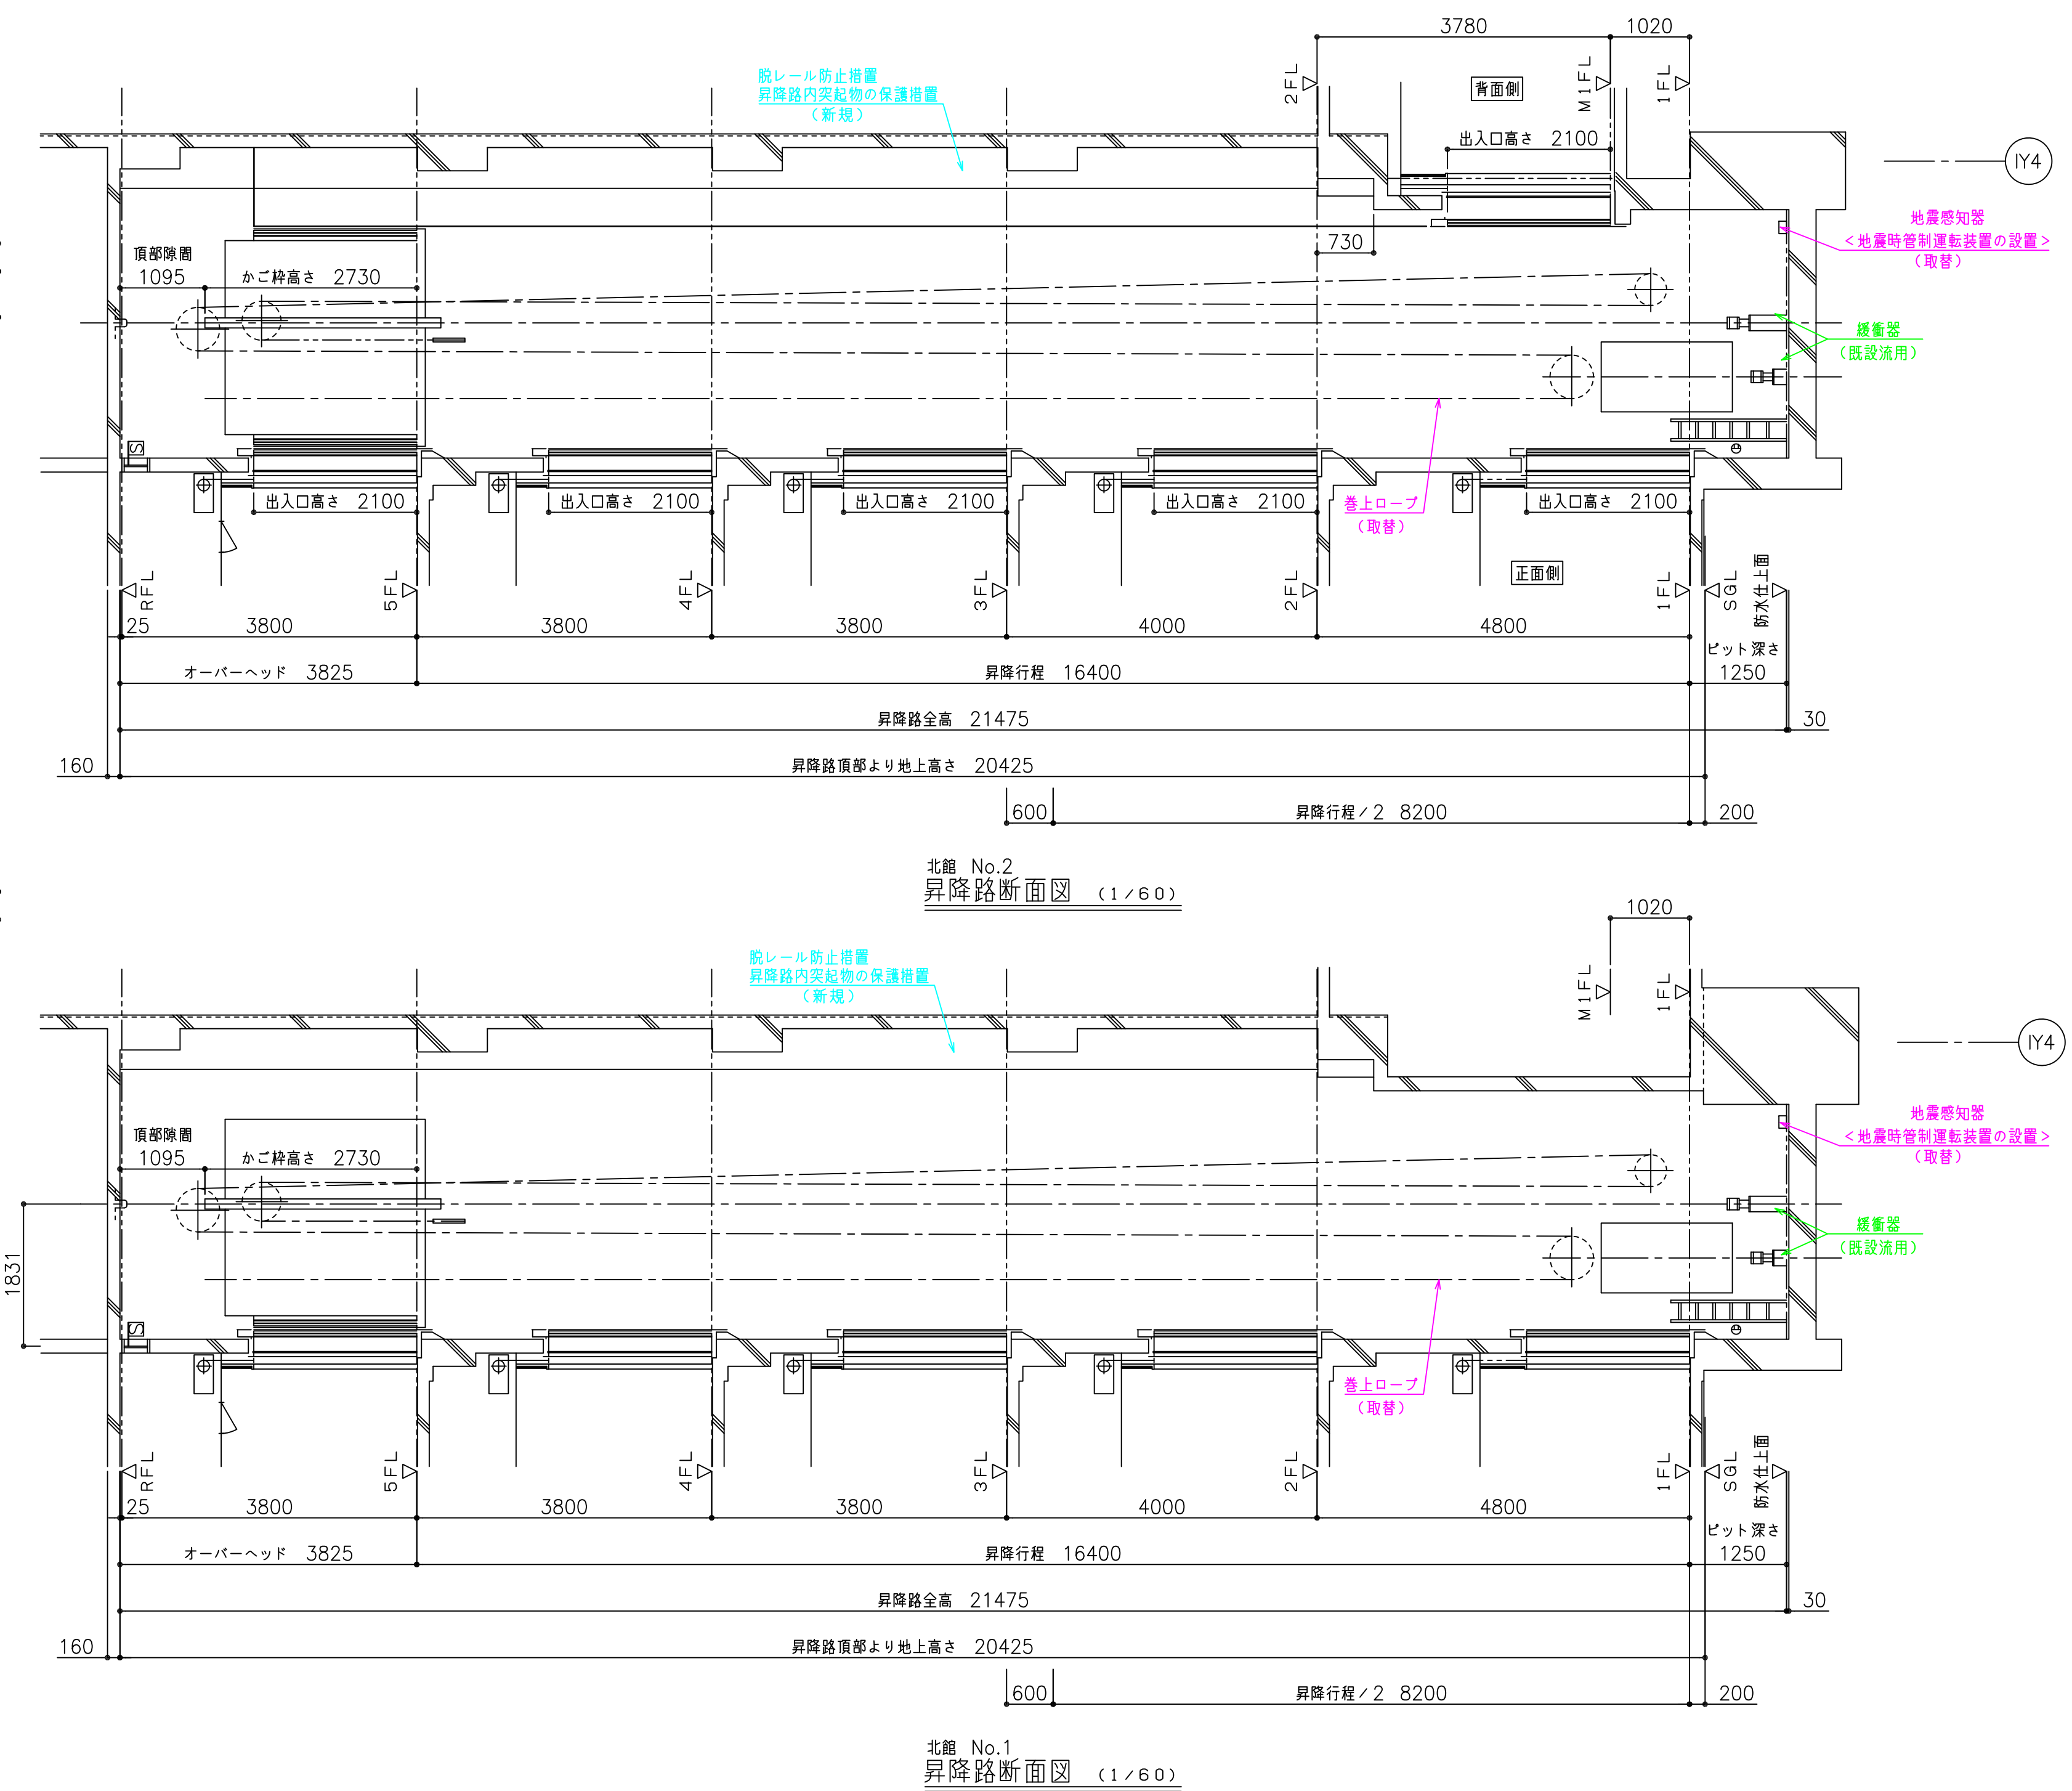 3780 1020
2FL M1FL 1FL
背面側
脱レール防止措置
昇降路内突起物の保護措置
（新規）
出入口高さ 2100
IY4
地震感知器
＜地震時管制運転装置の設置＞
（取替）
730
頂部隙間
1095 かご枠高さ 2730
緩衝器
（既設流用）
S
出入口高さ 2100 出入口高さ 2100 出入口高さ 2100 出入口高さ 2100 出入口高さ 2100
巻上ロープ
（取替）
正面側
RFL 5FL 4FL 3FL 2FL 1FL SGL 防水仕上面
25 3800 3800 3800 4000 4800
ピット深さ
オーバーヘッド 3825 昇降行程 16400 1250
昇降路全高 21475 30
160 昇降路頂部より地上高さ 20425
600 昇降行程／2 8200 200
北館 No.2
昇降路断面図 （1／60）
1020
M1FL 1FL
脱レール防止措置
昇降路内突起物の保護措置
（新規）
IY4
地震感知器
＜地震時管制運転装置の設置＞
（取替）
頂部隙間
1095 かご枠高さ 2730
緩衝器
（既設流用）
1831
S
巻上ロープ
（取替）
RFL 5FL 4FL 3FL 2FL 1FL SGL 防水仕上面
25 3800 3800 3800 4000 4800
ピット深さ
オーバーヘッド 3825 昇降行程 16400 1250
昇降路全高 21475 30
160 昇降路頂部より地上高さ 20425
600 昇降行程／2 8200 200
北館 No.1
昇降路断面図 （1／60）